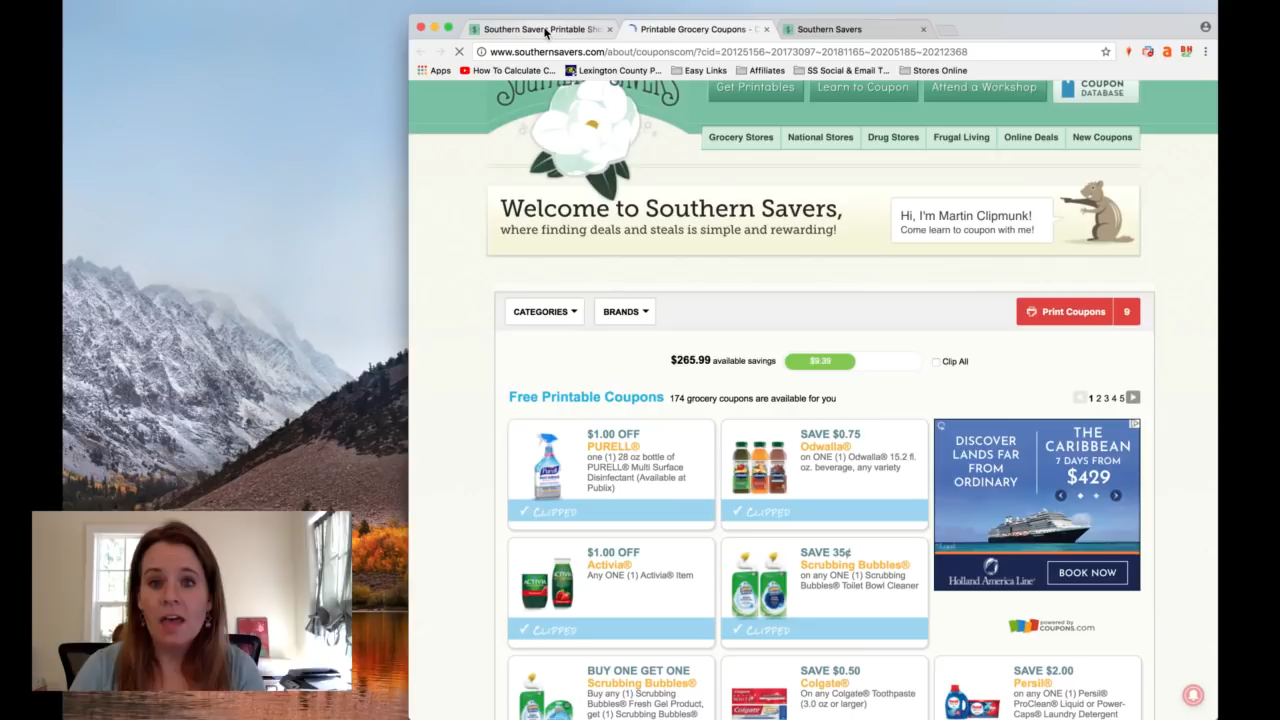 Southern Savers Printable Sho
Printable Grocery Coupons - C
Southern Savers
www.southernsavers.com/about/couponscom/?cid=20125156~20173097~20181165~20205185~20212368
Apps
How To Calculate C...
Lexington County P...
Easy Links
Affiliates
SS Social & Email T...
Stores Online
SOUTHERN SAVERS
Get Printables
Learn to Coupon
Attend a Workshop
COUPON
DATABASE
Grocery Stores
National Stores
Drug Stores
Frugal Living
Online Deals
New Coupons
Welcome to Southern Savers,
where finding deals and steals is simple and rewarding!
Hi, I'm Martin Clipmunk!
Come learn to coupon with me!
CATEGORIES
BRANDS
Print Coupons 9
$265.99 available savings
$9.39
Clip All
Free Printable Coupons 174 grocery coupons are available for you
1 2 3 4 5
$1.00 OFF
PURELL®
one (1) 28 oz bottle of
PURELL® Multi Surface
Disinfectant (Available at
Publix)
✓ CLIPPED
SAVE $0.75
Odwalla®
on ONE (1) Odwalla® 15.2 fl.
oz. beverage, any variety
✓ CLIPPED
DISCOVER
LANDS FAR
FROM
ORDINARY
THE
CARIBBEAN
7 DAYS FROM
$429
Holland America Line
BOOK NOW
$1.00 OFF
Activia®
Any ONE (1) Activia® Item
ACTIVIA
✓ CLIPPED
SAVE 35¢
Scrubbing Bubbles®
on any ONE (1) Scrubbing
Bubbles® Toilet Bowl Cleaner
✓ CLIPPED
powered by
COUPONS.com
BUY ONE GET ONE
Scrubbing Bubbles®
Buy any (1) Scrubbing
Bubbles® Fresh Gel Product,
get (1) Scrubbing Bubbles®
SAVE $0.50
Colgate®
On any Colgate® Toothpaste
(3.0 oz or larger)
Colgate
SAVE $2.00
Persil®
on any ONE (1) Persil®
ProClean® Liquid or Power-
Caps® Laundry Detergent